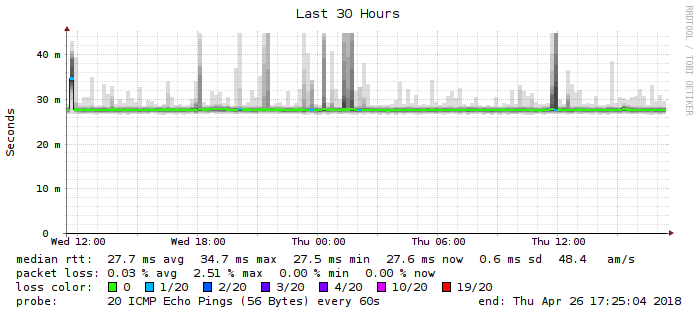 Last 30 Hours
RRDTOOL / TOBI OETIKER
Seconds
40 m
30 m
20 m
10 m
0
Wed 12:00 Wed 18:00 Thu 00:00 Thu 06:00 Thu 12:00
median rtt: 27.7 ms avg 34.7 ms max 27.5 ms min 27.6 ms now 0.6 ms sd 48.4 am/s
packet loss: 0.03 % avg 2.51 % max 0.00 % min 0.00 % now
loss color: 0 1/20 2/20 3/20 4/20 10/20 19/20
probe: 20 ICMP Echo Pings (56 Bytes) every 60s end: Thu Apr 26 17:25:04 2018